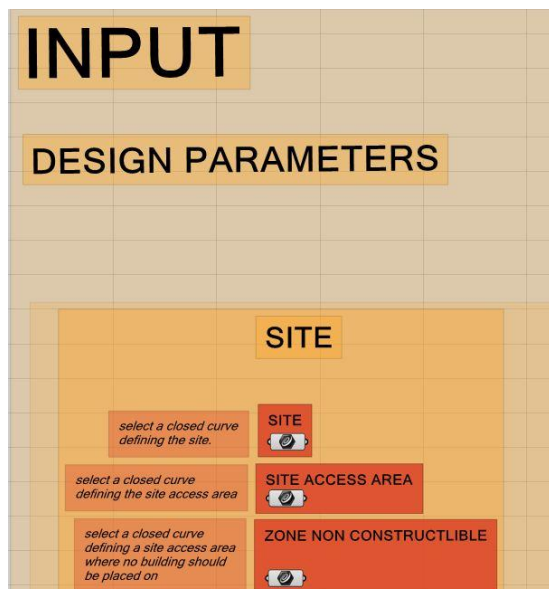 INPUT
DESIGN PARAMETERS
SITE
select a closed curve
defining the site.
SITE
select a closed curve
defining the site access area
SITE ACCESS AREA
select a closed curve
defining a site access area
where no building should
be placed on
ZONE NON CONSTRUCTLIBLE